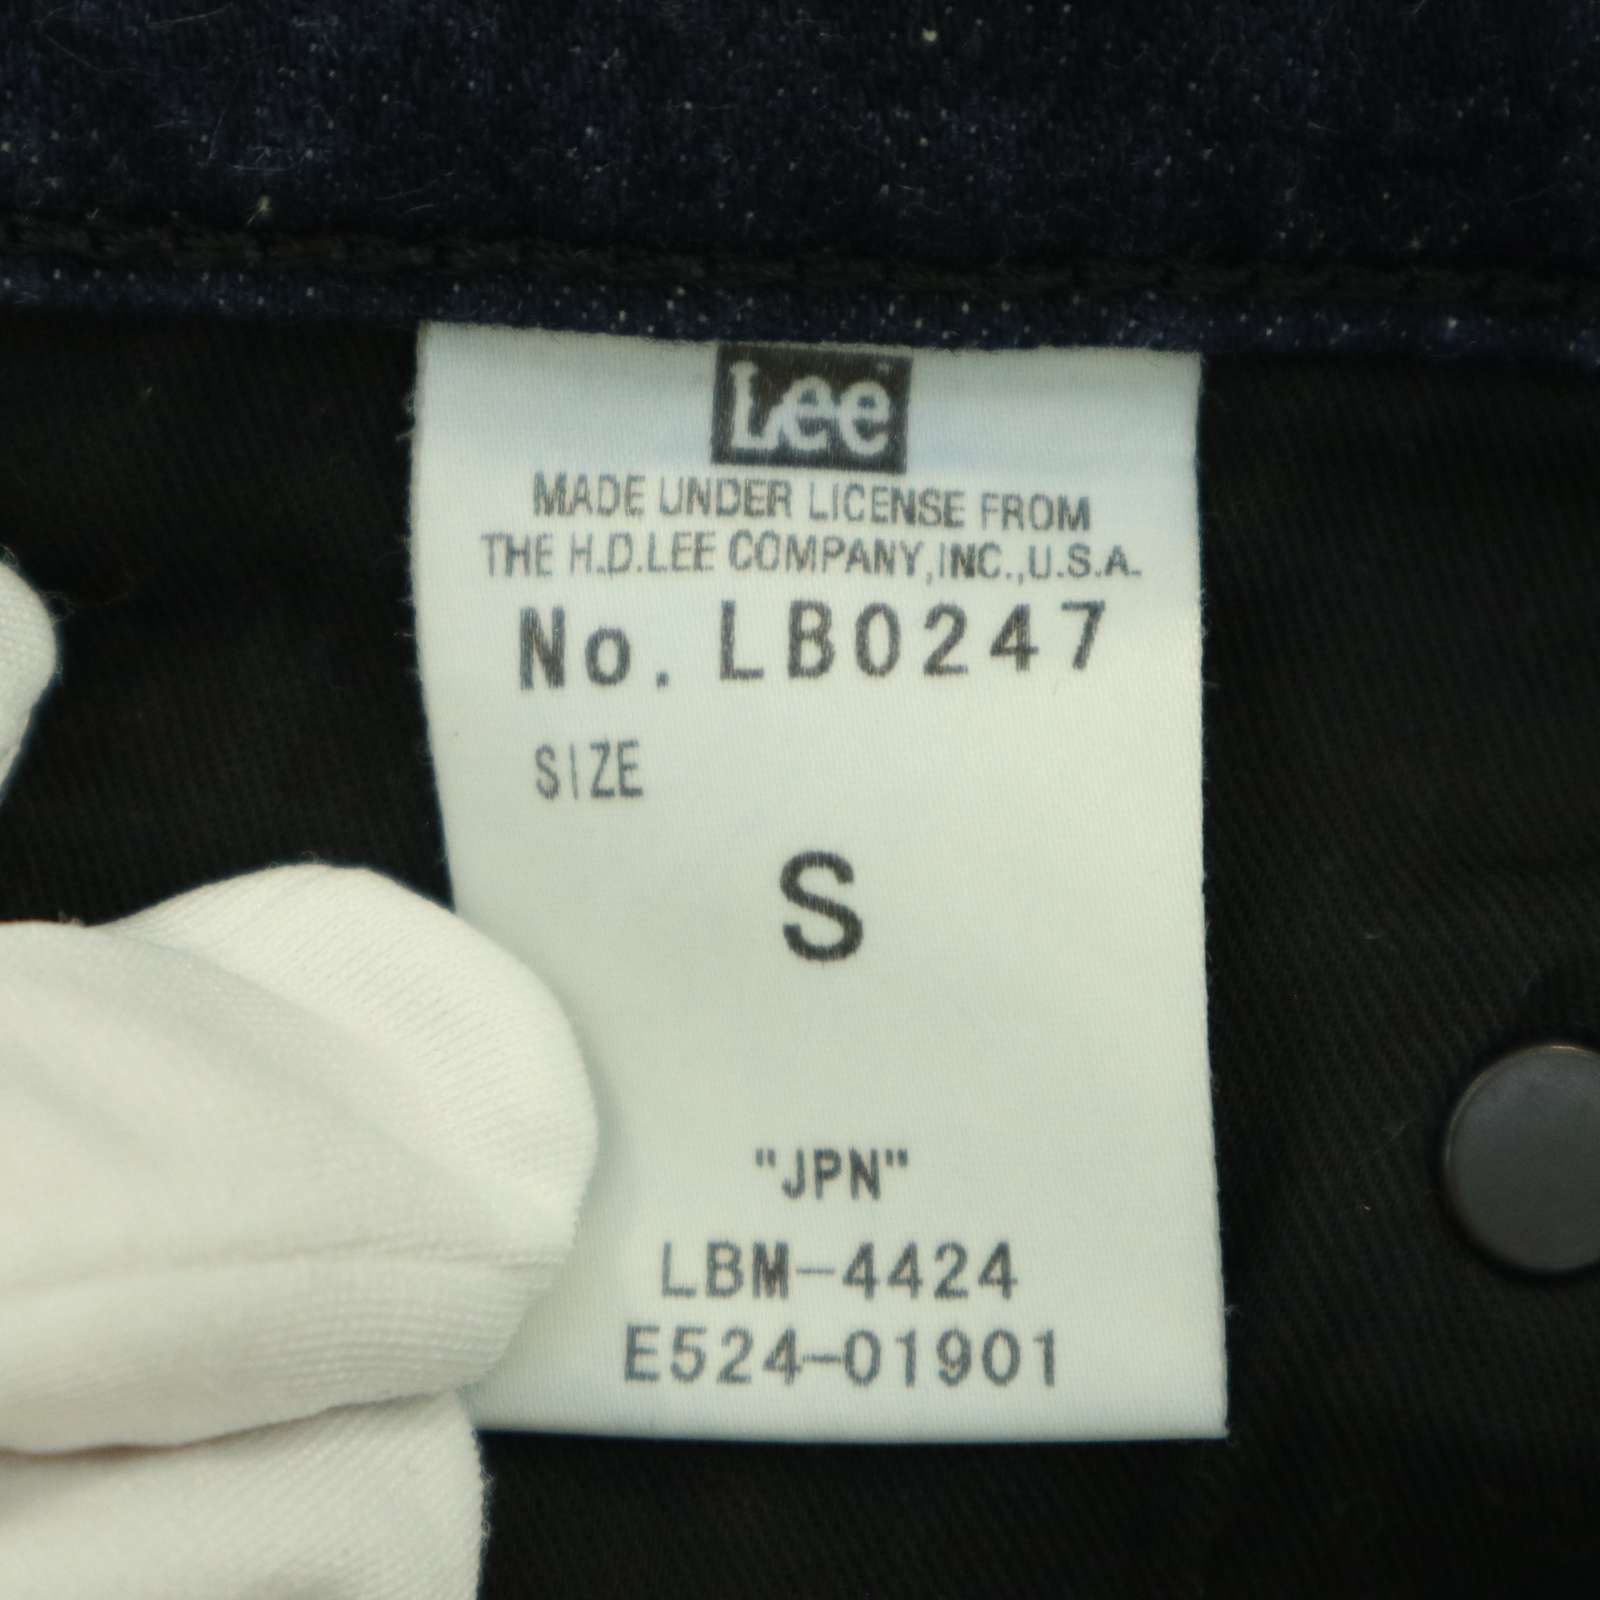 Lee
MADE UNDER LICENSE FROM
THE H.D.LEE COMPANY,INC.,U.S.A.
No. LB0247
SIZE
S
"JPN"
LBM-4424
E524-01901